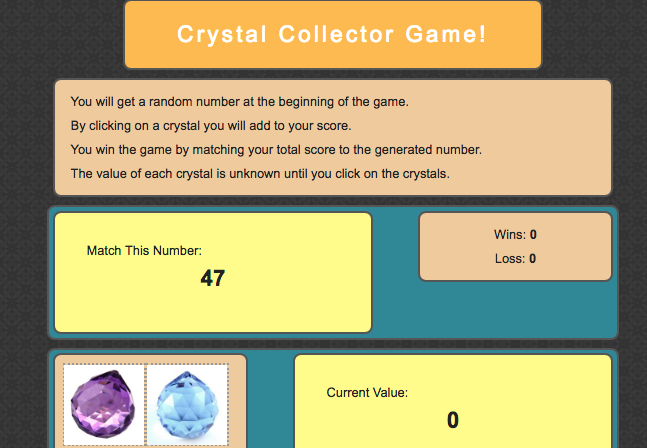 Crystal Collector Game!
You will get a random number at the beginning of the game.
By clicking on a crystal you will add to your score.
You win the game by matching your total score to the generated number.
The value of each crystal is unknown until you click on the crystals.
Match This Number:
47
Wins: 0
Loss: 0
Current Value:
0